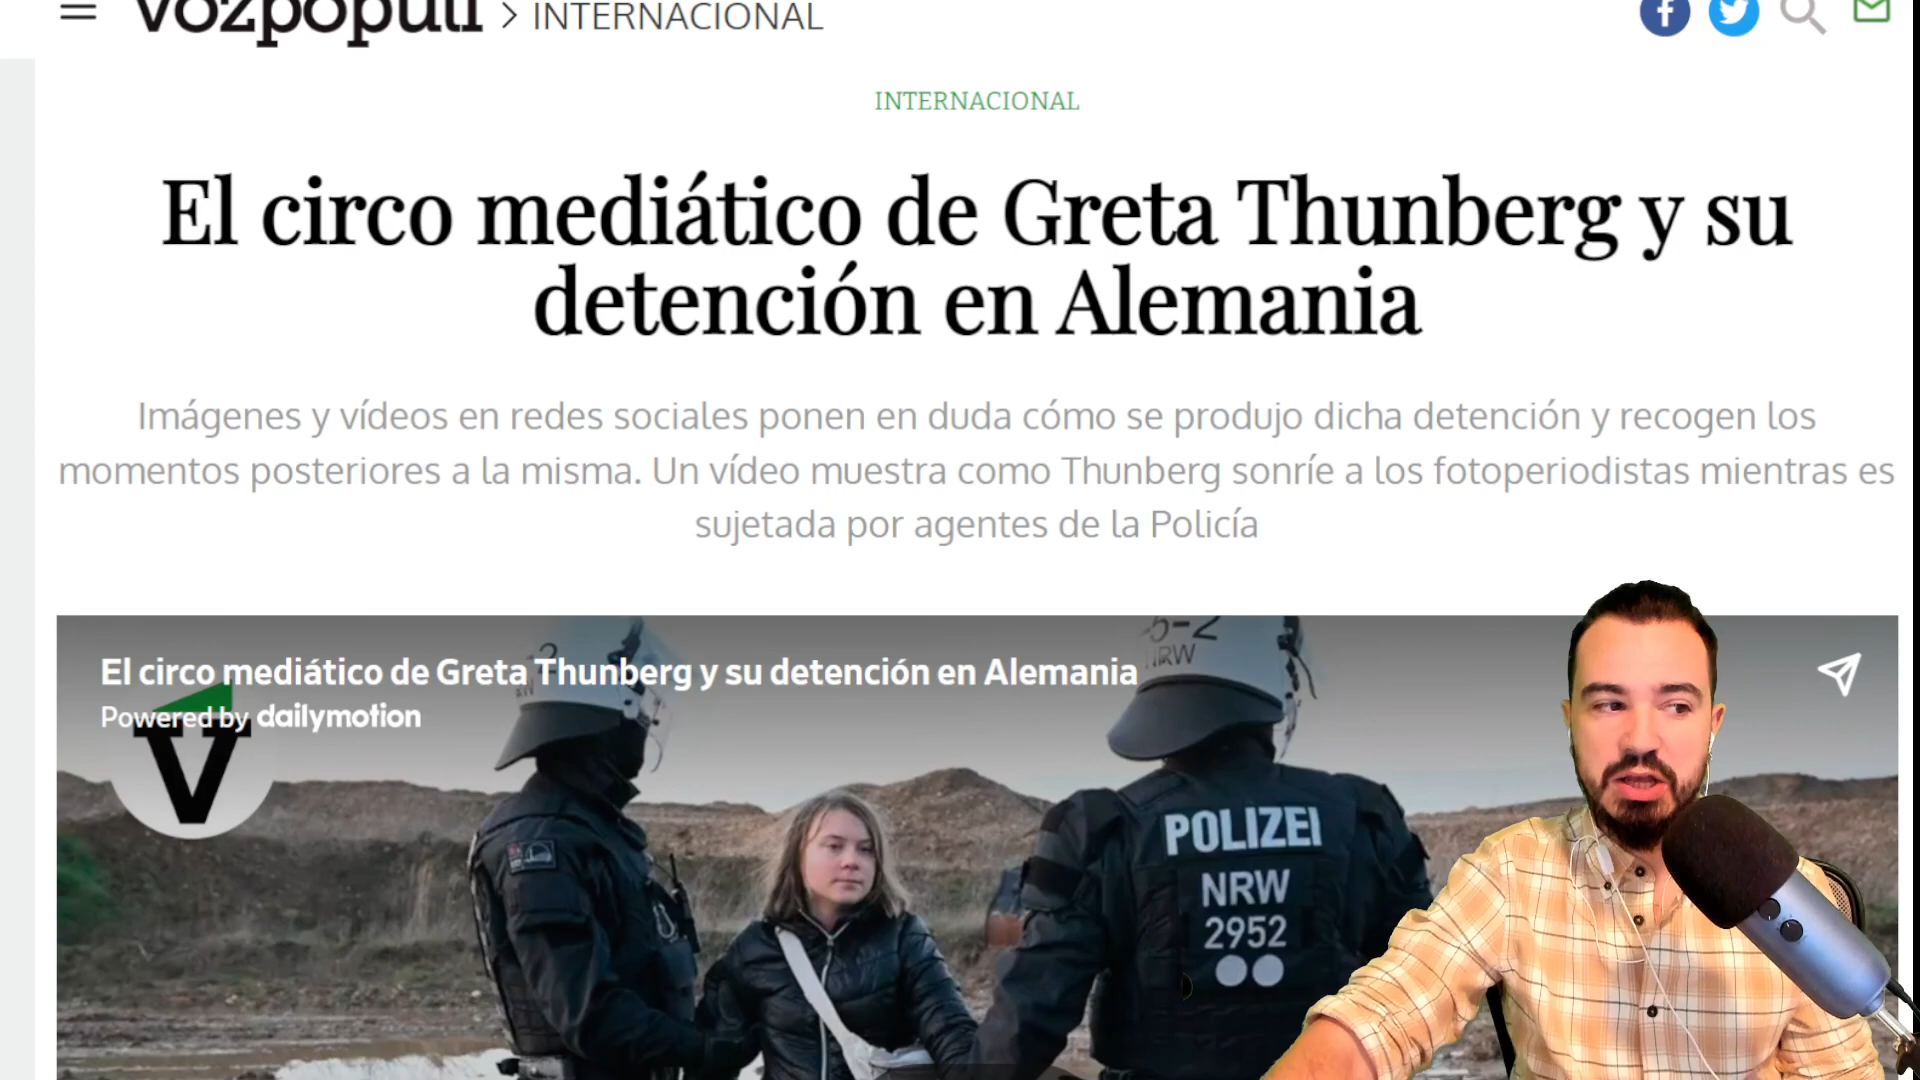 vozpópuli > INTERNACIONAL
INTERNACIONAL
El circo mediático de Greta Thunberg y su
detención en Alemania
Imágenes y vídeos en redes sociales ponen en duda cómo se produjo dicha detención y recogen los
momentos posteriores a la misma. Un vídeo muestra como Thunberg sonríe a los fotoperiodistas mientras es
sujetada por agentes de la Policía
El circo mediático de Greta Thunberg y su detención en Alemania
Powered by dailymotion
V
5-2
NRW
POLIZEI
NRW
2952